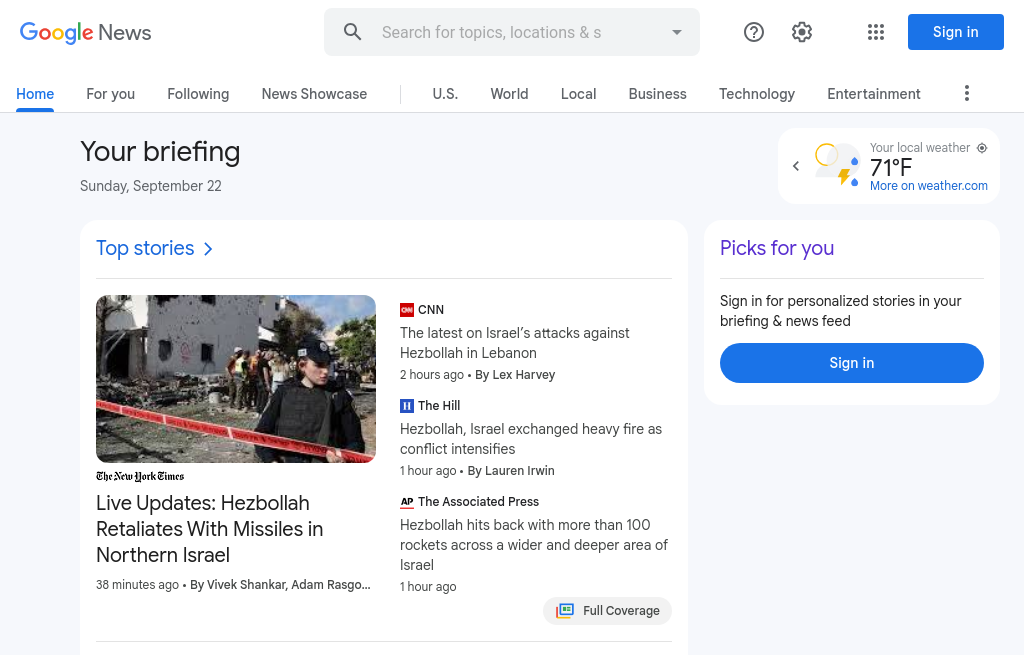 Google News
Search for topics, locations & s
Sign in
Home
For you
Following
News Showcase
U.S.
World
Local
Business
Technology
Entertainment
Your briefing
Sunday, September 22
Your local weather
71°F
More on weather.com
Top stories
The New York Times
Live Updates: Hezbollah
Retaliates With Missiles in
Northern Israel
38 minutes ago • By Vivek Shankar, Adam Rasgo...
CNN
CNN
The latest on Israel’s attacks against
Hezbollah in Lebanon
2 hours ago • By Lex Harvey
H The Hill
Hezbollah, Israel exchanged heavy fire as
conflict intensifies
1 hour ago • By Lauren Irwin
AP The Associated Press
Hezbollah hits back with more than 100
rockets across a wider and deeper area of
Israel
1 hour ago
Full Coverage
Picks for you
Sign in for personalized stories in your
briefing & news feed
Sign in